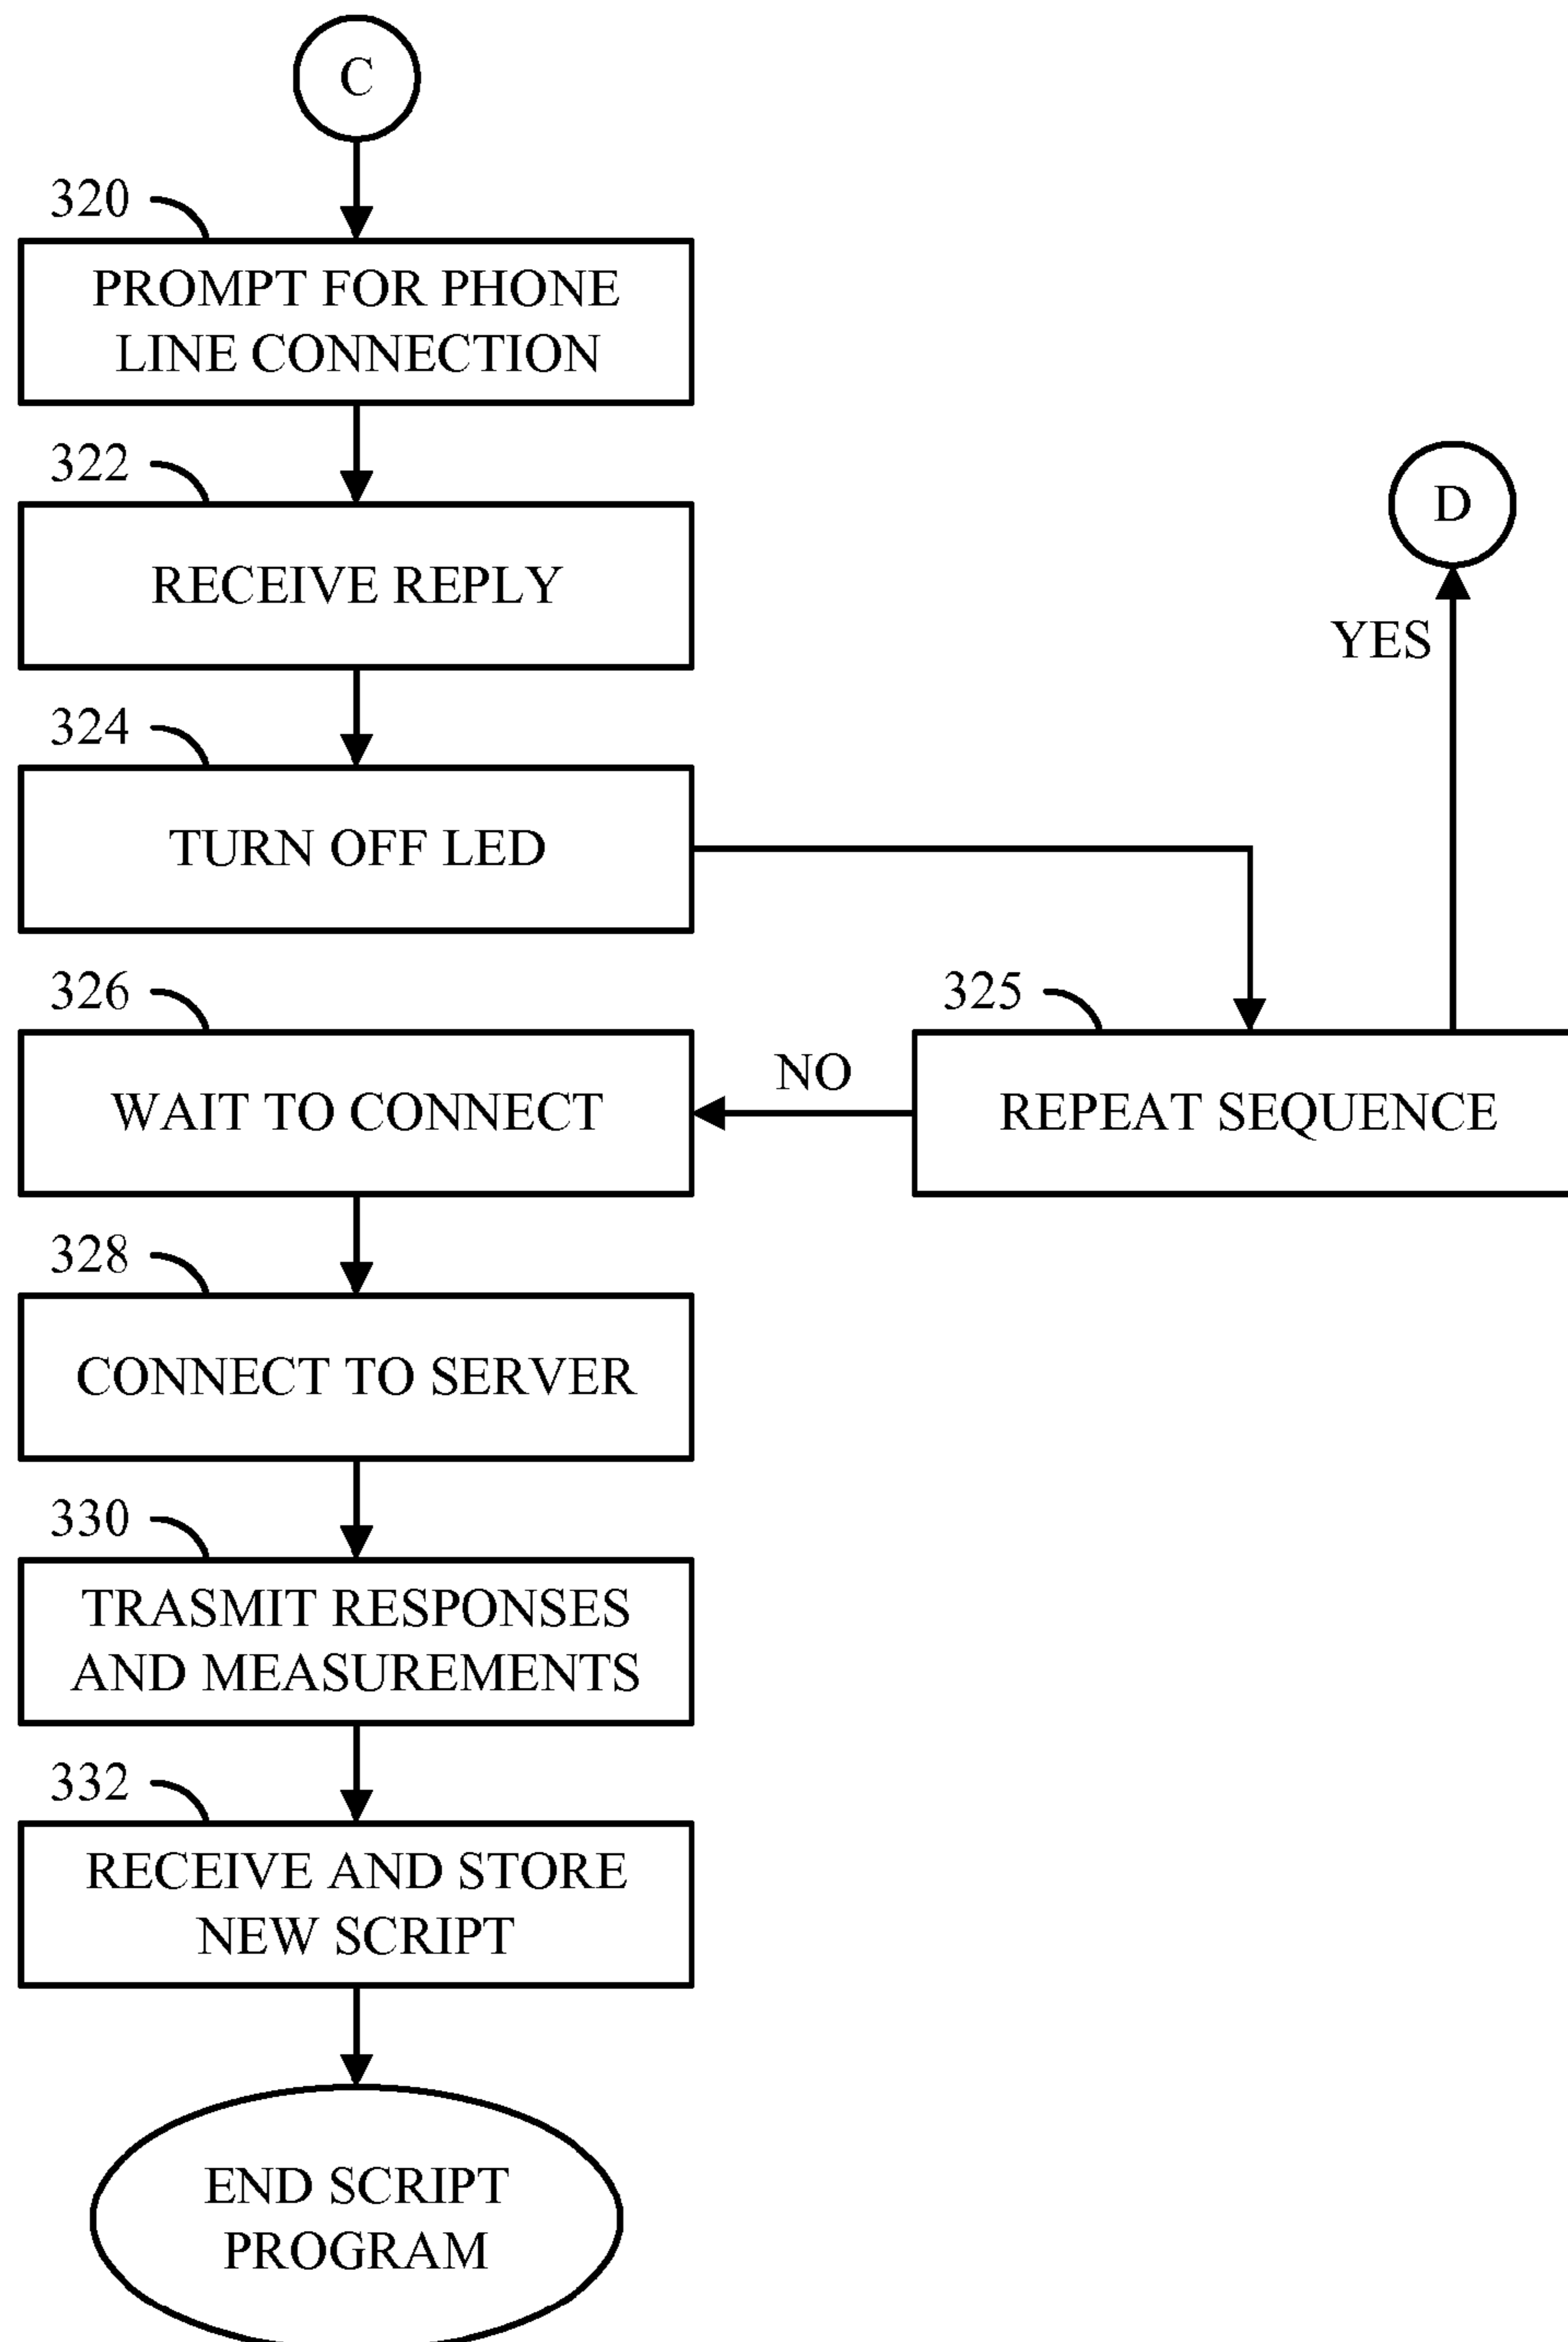 C
320
PROMPT FOR PHONE
LINE CONNECTION
322
RECEIVE REPLY
D
YES
324
TURN OFF LED
326
WAIT TO CONNECT
NO
325
REPEAT SEQUENCE
328
CONNECT TO SERVER
330
TRASMIT RESPONSES
AND MEASUREMENTS
332
RECEIVE AND STORE
NEW SCRIPT
END SCRIPT
PROGRAM